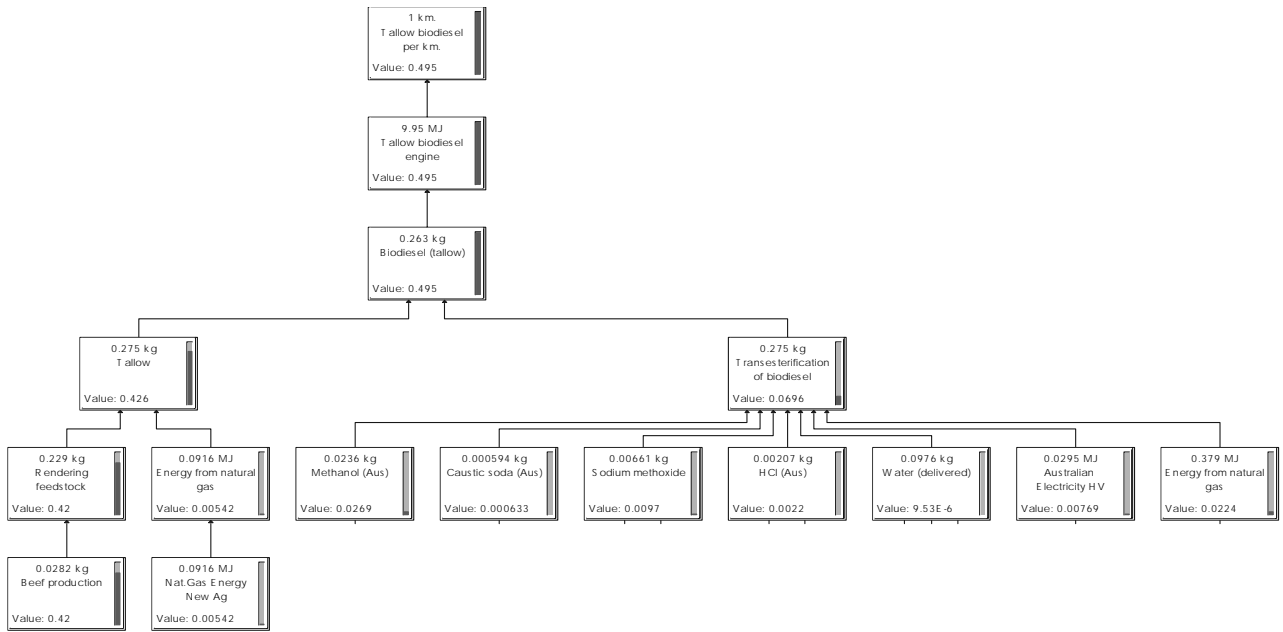 1 km.
Tallow biodiesel
per km.
Value: 0.495
9.95 MJ
Tallow biodiesel
engine
Value: 0.495
0.263 kg
Biodiesel (tallow)
Value: 0.495
0.275 kg
Tallow
Value: 0.426
0.275 kg
Transesterification
of biodiesel
Value: 0.0696
0.229 kg
Rendering
feedstock
Value: 0.42
0.0916 MJ
Energy from natural
gas
Value: 0.00542
0.0236 kg
Methanol (Aus)
Value: 0.0269
0.000594 kg
Caustic soda (Aus)
Value: 0.000633
0.00661 kg
Sodium methoxide
Value: 0.0097
0.00207 kg
HCl (Aus)
Value: 0.0022
0.0976 kg
Water (delivered)
Value: 9.53E-6
0.0295 MJ
Australian
Electricity HV
Value: 0.00769
0.379 MJ
Energy from natural
gas
Value: 0.0224
0.0282 kg
Beef production
Value: 0.42
0.0916 MJ
Nat.Gas Energy
New Ag
Value: 0.00542